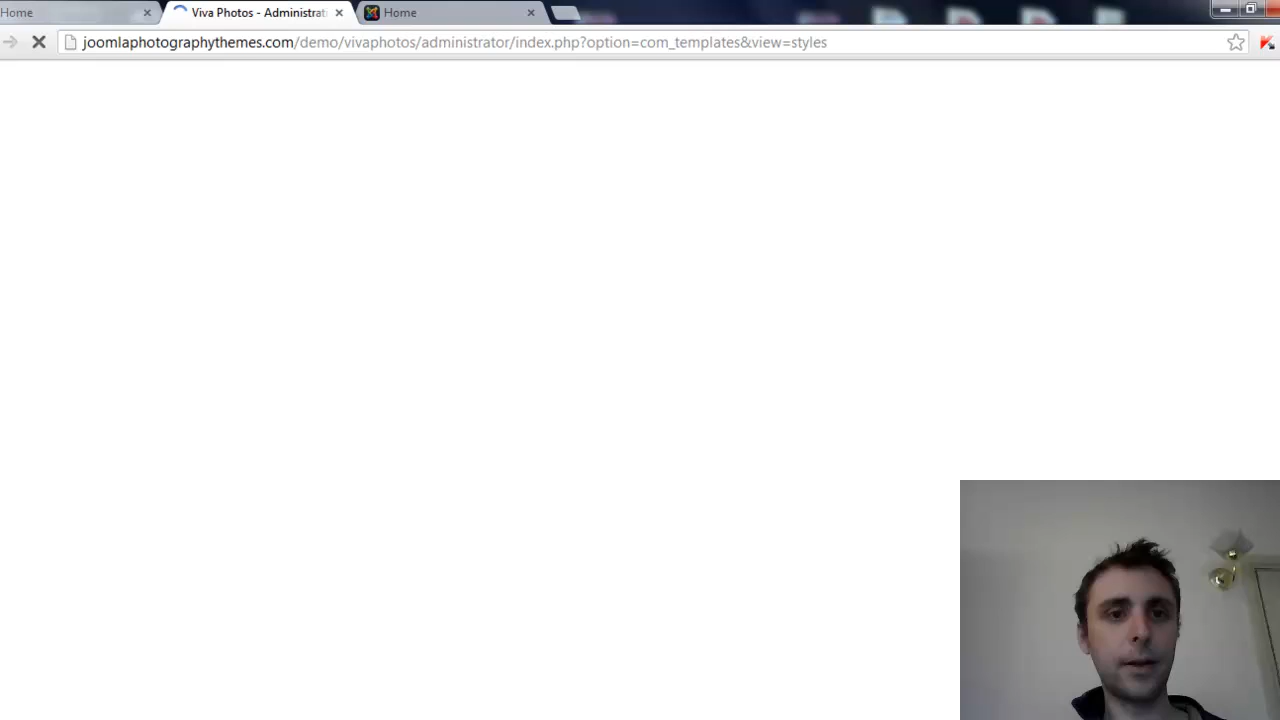 Home
Viva Photos - Administrat
Home
joomlaphotographythemes.com/demo/vivaphotos/administrator/index.php?option=com_templates&view=styles